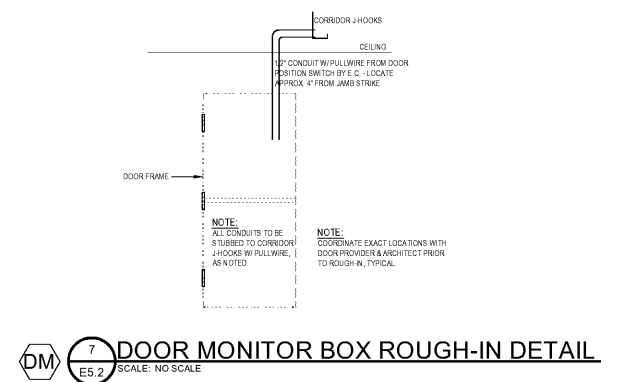 CORRIDOR J-HOOKS
CEILING
1/2" CONDUIT W/ PULLWIRE FROM DOOR
POSITION SWITCH BY E.C. - LOCATE
APPROX. 4" FROM JAMB STRIKE
DOOR FRAME
NOTE:
ALL CONDUITS TO BE
STUBBED TO CORRIDOR
J-HOOKS W/ PULLWIRE,
AS NOTED.
NOTE:
COORDINATE EXACT LOCATIONS WITH
DOOR PROVIDER & ARCHITECT PRIOR
TO ROUGH-IN, TYPICAL.
DM
7
E5.2
DOOR MONITOR BOX ROUGH-IN DETAIL
SCALE: NO SCALE